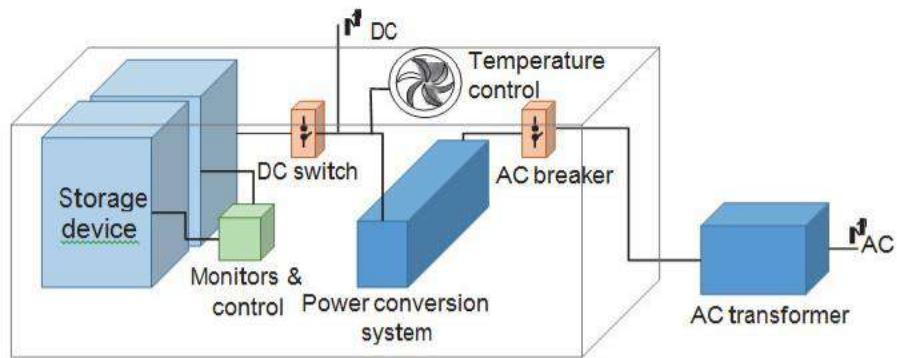 DC
Temperature
control
DC switch
AC breaker
Storage
device
Monitors &
control
Power conversion
system
AC
AC transformer